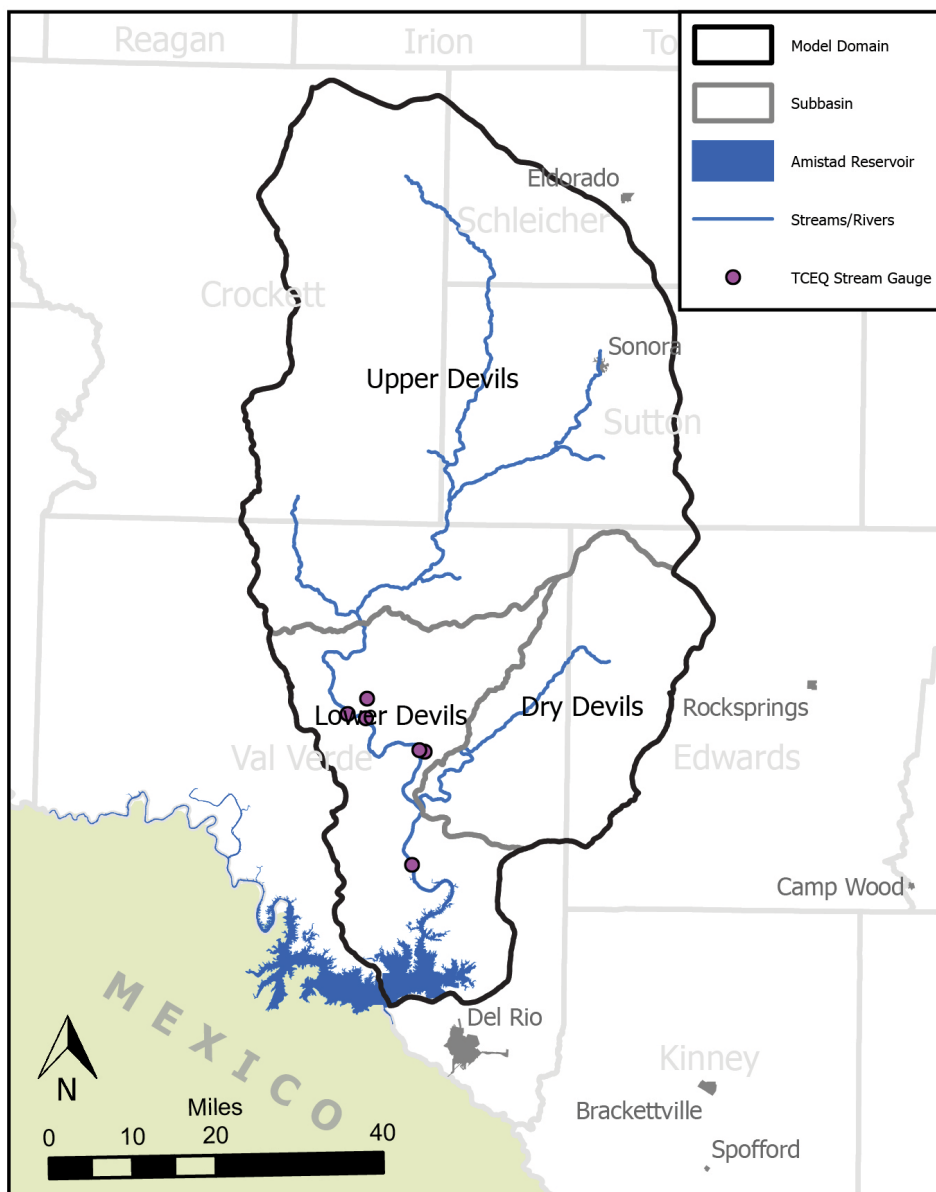 Reagan
Irion
To
Model Domain
Subbasin
Amistad Reservoir
Streams/Rivers
TCEQ Stream Gauge
Eldorado
Schleicher
Crockett
Sonora
Upper Devils
Sutton
Lower Devils
Dry Devils
Rocksprings
Val Verde
Edwards
Camp Wood
MEXICO
Del Rio
Kinney
Brackettville
Spofford
N
Miles
0 10 20 40